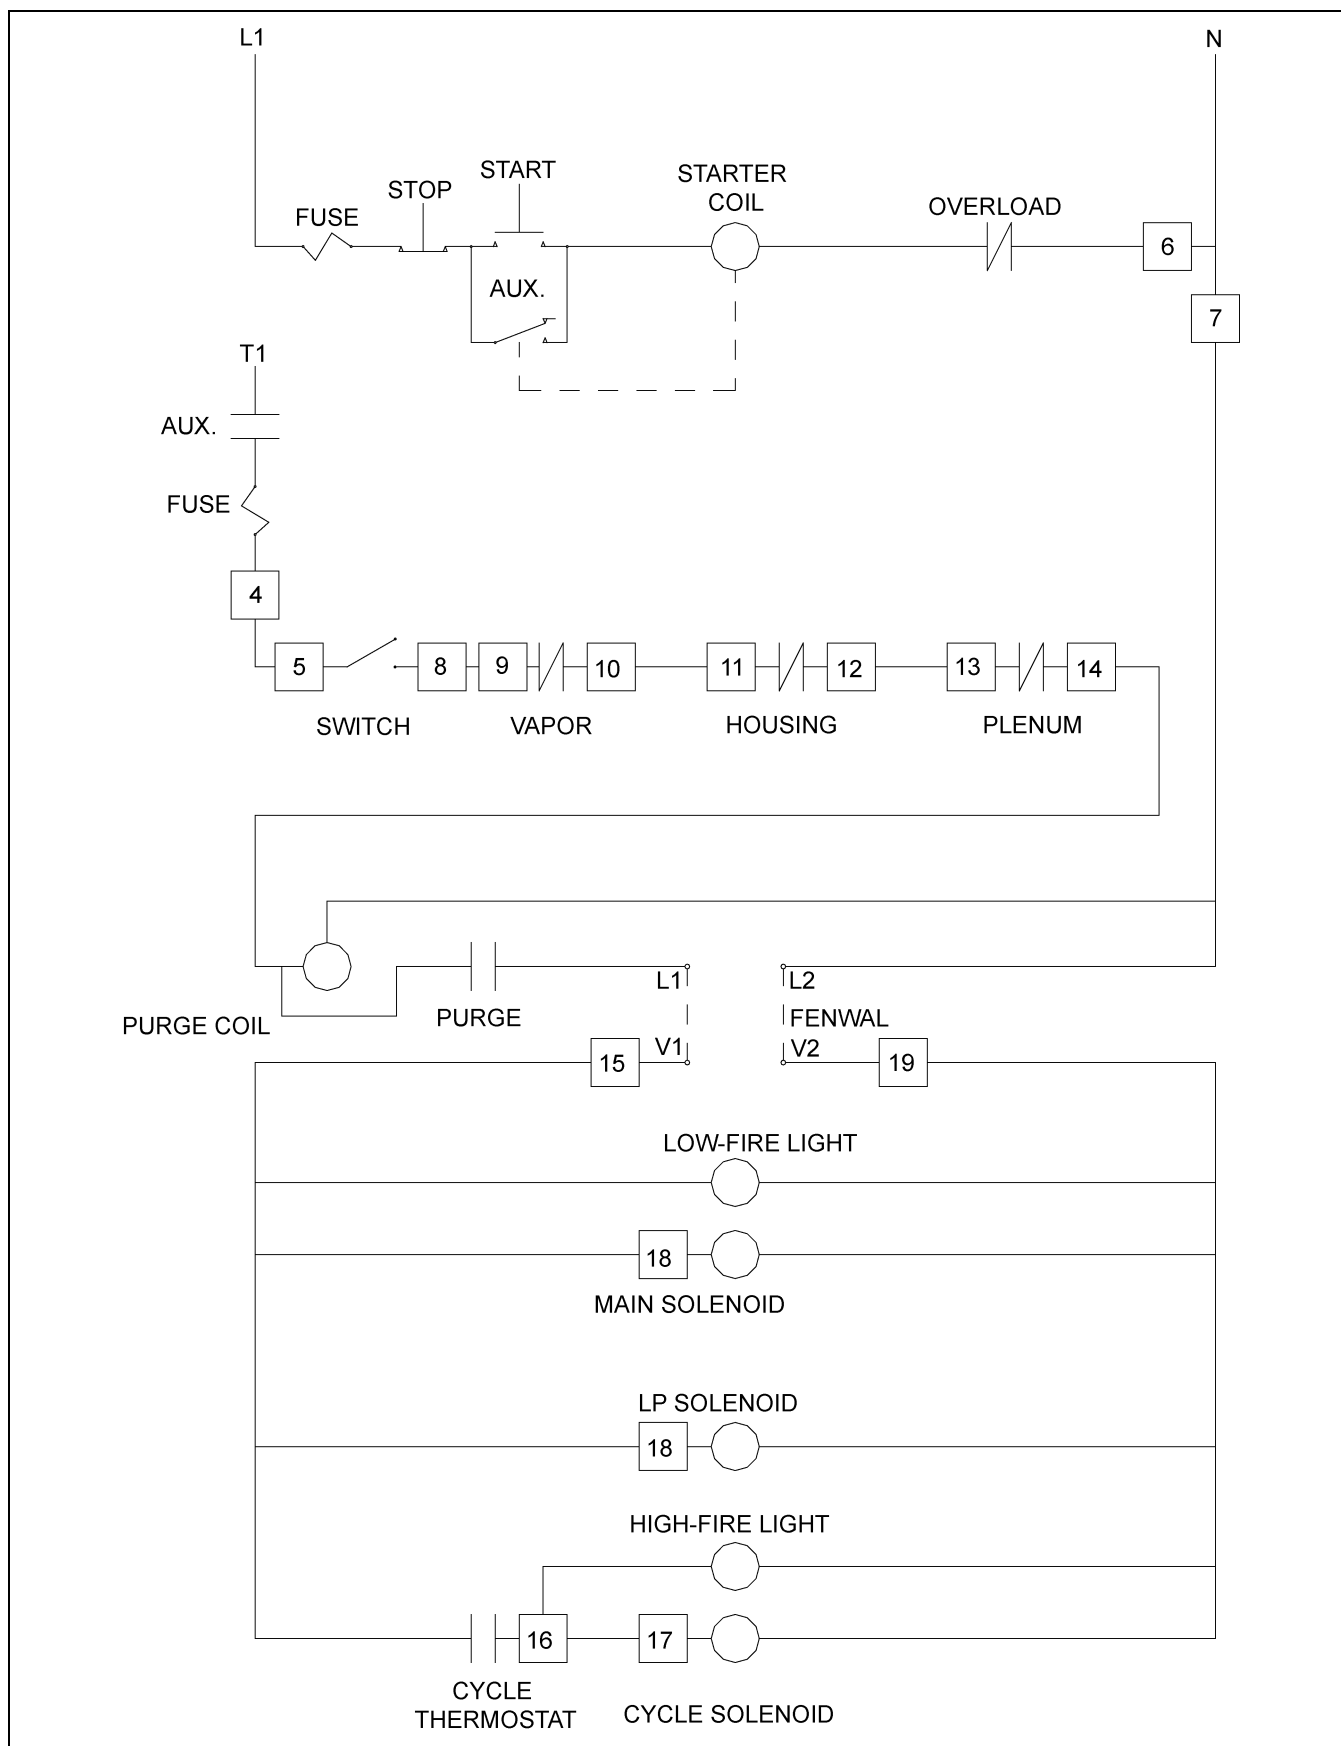 L1
N
START
STARTER
COIL
STOP
OVERLOAD
FUSE
6
AUX.
7
T1
AUX.
FUSE
4
5
8
9
10
11
12
13
14
SWITCH
VAPOR
HOUSING
PLENUM
L1
L2
PURGE COIL
PURGE
FENWAL
15
V1
V2
19
LOW-FIRE LIGHT
18
MAIN SOLENOID
LP SOLENOID
18
HIGH-FIRE LIGHT
16
17
CYCLE
THERMOSTAT
CYCLE SOLENOID